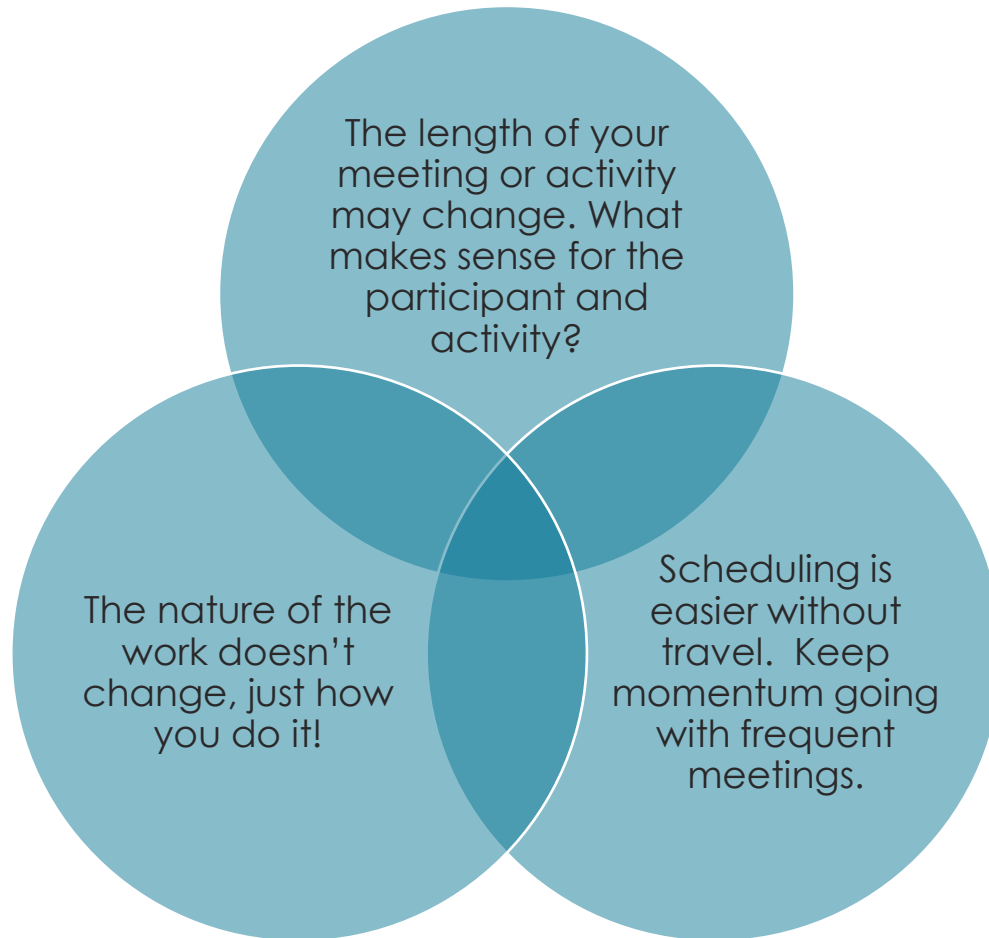 The length of your
meeting or activity
may change. What
makes sense for the
participant and
activity?
The nature of the
work doesn’t
change, just how
you do it!
Scheduling is
easier without
travel.  Keep
momentum going
with frequent
meetings.